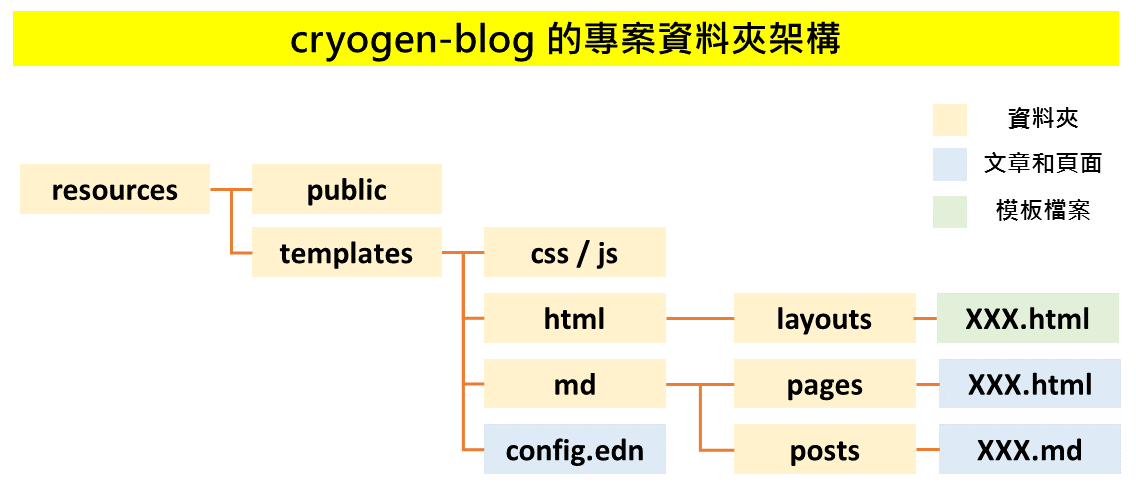 cryogen-blog 的專案資料夾架構
資料夾
文章和頁面
模板檔案
resources
public
templates
css / js
html
layouts
XXX.html
md
pages
XXX.html
config.edn
posts
XXX.md